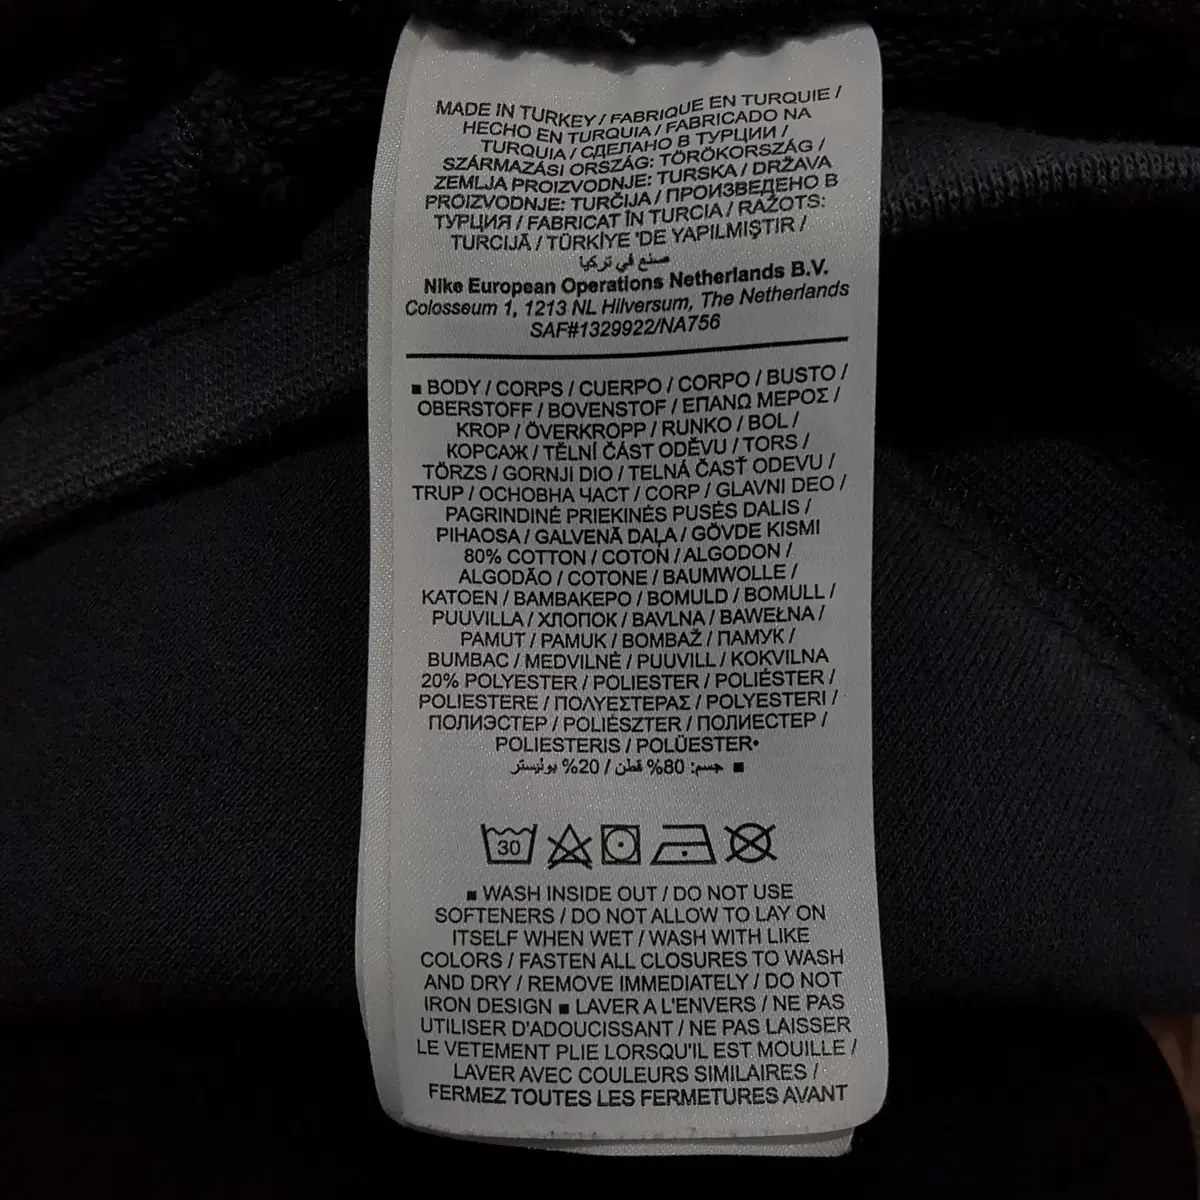 MADE IN TURKEY / FABRIQUE EN TURQUIE /
HECHO EN TURQUIA / FABRICADO NA
TURQUIA / СДЕЛАНО В ТУРЦИИ /
SZÁRMAZÁSI ORSZÁG: TÖRÖKORSZÁG /
ZEMLJA PROIZVODNJE: TURSKA / DRŽAVA
PROIZVODNJE: TURČIJA / ПРОИЗВЕДЕНО В
ТУРЦИЯ / FABRICAT ÎN TURCIA / RAŽOTS:
TURCIJĀ / TÜRKİYE 'DE YAPILMIŞTIR /
صنع في تركيا
Nike European Operations Netherlands B.V.
Colosseum 1, 1213 NL Hilversum, The Netherlands
SAF#1329922/NA756
■ BODY / CORPS / CUERPO / CORPO / BUSTO /
OBERSTOFF / BOVENSTOF / ΕΠΑΝΩ ΜΕΡΟΣ /
KROP / ÖVERKROPP / RUNKO / BOL /
КОРСАЖ / TĚLNÍ ČÁST ODĚVU / TORS /
TÖRZS / GORNJI DIO / TELNÁ ČASŤ ODEVU /
TRUP / ОСНОВНА ЧАСТ / CORP / GLAVNI DEO /
PAGRINDINĖ PRIEKINĖS PUSĖS DALIS /
PIHAOSA / GALVENĀ DAĻA / GÖVDE KISMI
80% COTTON / COTON / ALGODON /
ALGODÃO / COTONE / BAUMWOLLE /
KATOEN / ΒΑΜΒΑΚΕΡΟ / BOMULD / BOMULL /
PUUVILLA / ХЛОПОК / BAVLNA / BAWEŁNA /
PAMUT / PAMUK / BOMBAŽ / ПАМУК /
BUMBAC / MEDVILNĖ / PUUVILL / KOKVILNA
20% POLYESTER / POLIESTER / POLIÉSTER /
POLIESTERE / ΠΟΛΥΕΣΤΕΡΑΣ / POLYESTERI /
ПОЛИЭСТЕР / POLIÉSZTER / ПОЛИЕСТЕР /
POLIESTERIS / POLÜESTER•
■ جسم: 80% قطن / 20% بوليستر
30
■ WASH INSIDE OUT / DO NOT USE
SOFTENERS / DO NOT ALLOW TO LAY ON
ITSELF WHEN WET / WASH WITH LIKE
COLORS / FASTEN ALL CLOSURES TO WASH
AND DRY / REMOVE IMMEDIATELY / DO NOT
IRON DESIGN ■ LAVER A L'ENVERS / NE PAS
UTILISER D'ADOUCISSANT / NE PAS LAISSER
LE VETEMENT PLIE LORSQU'IL EST MOUILLE /
LAVER AVEC COULEURS SIMILAIRES /
FERMEZ TOUTES LES FERMETURES AVANT